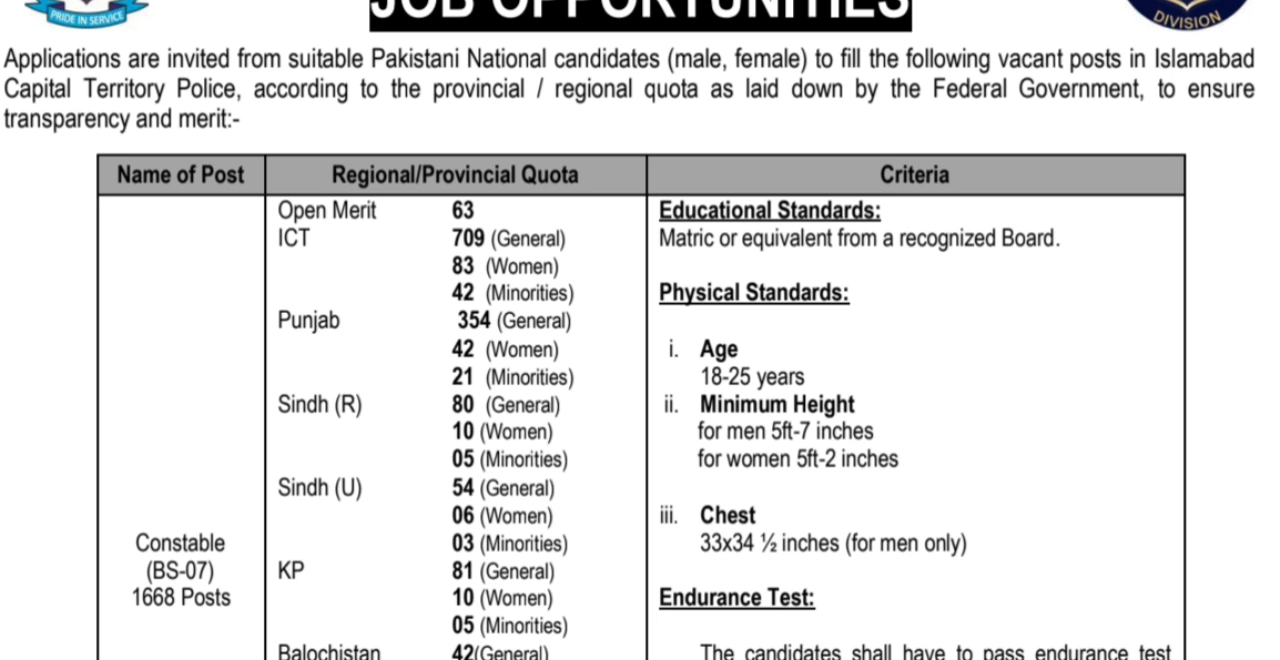 PRIDE IN SERVICE
JOB OPPORTUNITIES
DIVISION
Applications are invited from suitable Pakistani National candidates (male, female) to fill the following vacant posts in Islamabad
Capital Territory Police, according to the provincial / regional quota as laid down by the Federal Government, to ensure
transparency and merit:-
Name of Post
Regional/Provincial Quota
Criteria
Constable
(BS-07)
1668 Posts
Open Merit 63
ICT 709 (General)
83 (Women)
42 (Minorities)
Punjab 354 (General)
42 (Women)
21 (Minorities)
Sindh (R) 80 (General)
10 (Women)
05 (Minorities)
Sindh (U) 54 (General)
06 (Women)
03 (Minorities)
KP 81 (General)
10 (Women)
05 (Minorities)
Balochistan 42(General)
Educational Standards:
Matric or equivalent from a recognized Board.
Physical Standards:
i. Age
18-25 years
ii. Minimum Height
for men 5ft-7 inches
for women 5ft-2 inches
iii. Chest
33x34 ½ inches (for men only)
Endurance Test:
The candidates shall have to pass endurance test